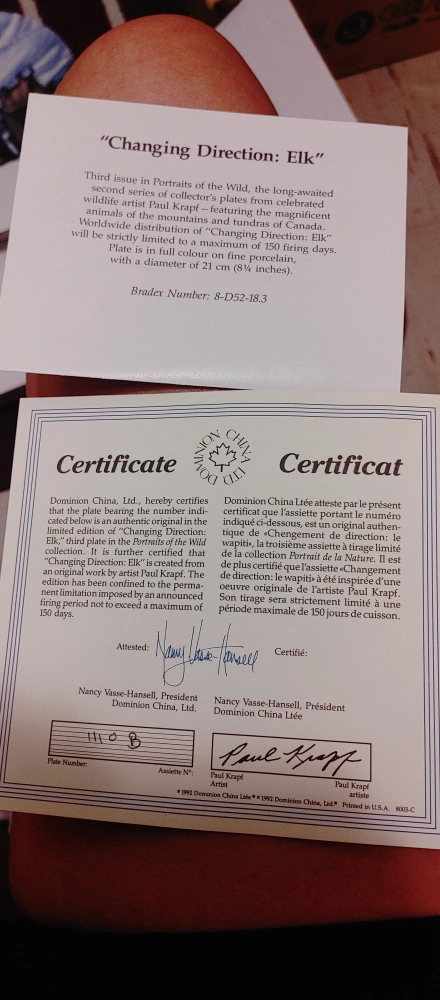 "Changing Direction: Elk"
Third issue in Portraits of the Wild, the long-awaited
second series of collector's plates from celebrated
wildlife artist Paul Krapf – featuring the magnificent
animals of the mountains and tundras of Canada.
Worldwide distribution of "Changing Direction: Elk"
will be strictly limited to a maximum of 150 firing days.
Plate is in full colour on fine porcelain,
with a diameter of 21 cm (8¼ inches).
Bradex Number: 8-D52-18.3
DOMINION CHINA LTD
Certificate
Dominion China, Ltd., hereby certifies
that the plate bearing the number indi-
cated below is an authentic original in the
limited edition of "Changing Direction:
Elk," third plate in the Portraits of the Wild
collection. It is further certified that
"Changing Direction: Elk" is created from
an original work by artist Paul Krapf. The
edition has been confined to the perma-
nent limitation imposed by an announced
firing period not to exceed a maximum of
150 days.
Certificat
Dominion China Ltée atteste par le présent
certificat que l'assiette portant le numéro
indiqué ci-dessous, est un original authen-
tique de «Chengement de direction: le
wapiti», la troisième assiette à tirage limité
de la collection Portrait de la Nature. Il est
de plus certifié que l'assiette «Changement
de direction: le wapiti» à été inspirée d'une
oeuvre originale de l'artiste Paul Krapf.
Son tirage sera strictement limité à une
période maximale de 150 jours de cuisson.
Attested: Nancy Vasse-Hansell Certifié:
Nancy Vasse-Hansell, President
Dominion China, Ltd.
Nancy Vasse-Hansell, Président
Dominion China Ltée
1110B
Plate Number: Assiette N°:
Paul Krapf
Paul Krapf
Artist
Paul Krapf
artiste
©1992 Dominion China Ltée® ©1992 Dominion China, Ltd.® Printed in U.S.A. 8003-C